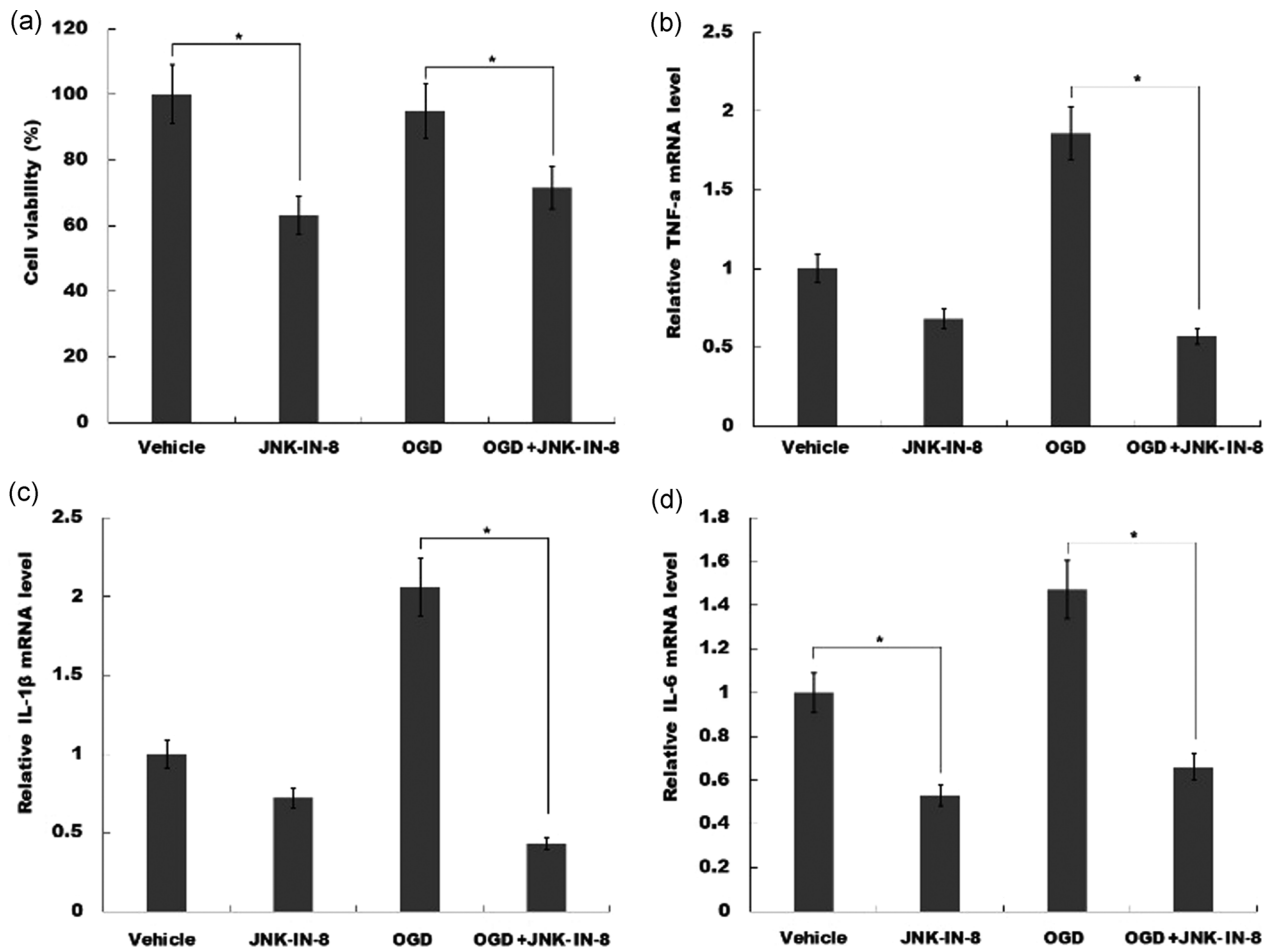 (a)
Cell viability (%)
120
100
80
60
40
20
0
*
*
Vehicle JNK-IN-8 OGD OGD+JNK-IN-8
(b)
Relative TNF-a mRNA level
2.5
2
1.5
1
0.5
0
*
Vehicle JNK-IN-8 OGD OGD+JNK-IN-8
(c)
Relative IL-1β mRNA level
2.5
2
1.5
1
0.5
0
*
Vehicle JNK-IN-8 OGD OGD+JNK-IN-8
(d)
Relative IL-6 mRNA level
1.8
1.6
1.4
1.2
1
0.8
0.6
0.4
0.2
0
*
*
Vehicle JNK-IN-8 OGD OGD+JNK-IN-8